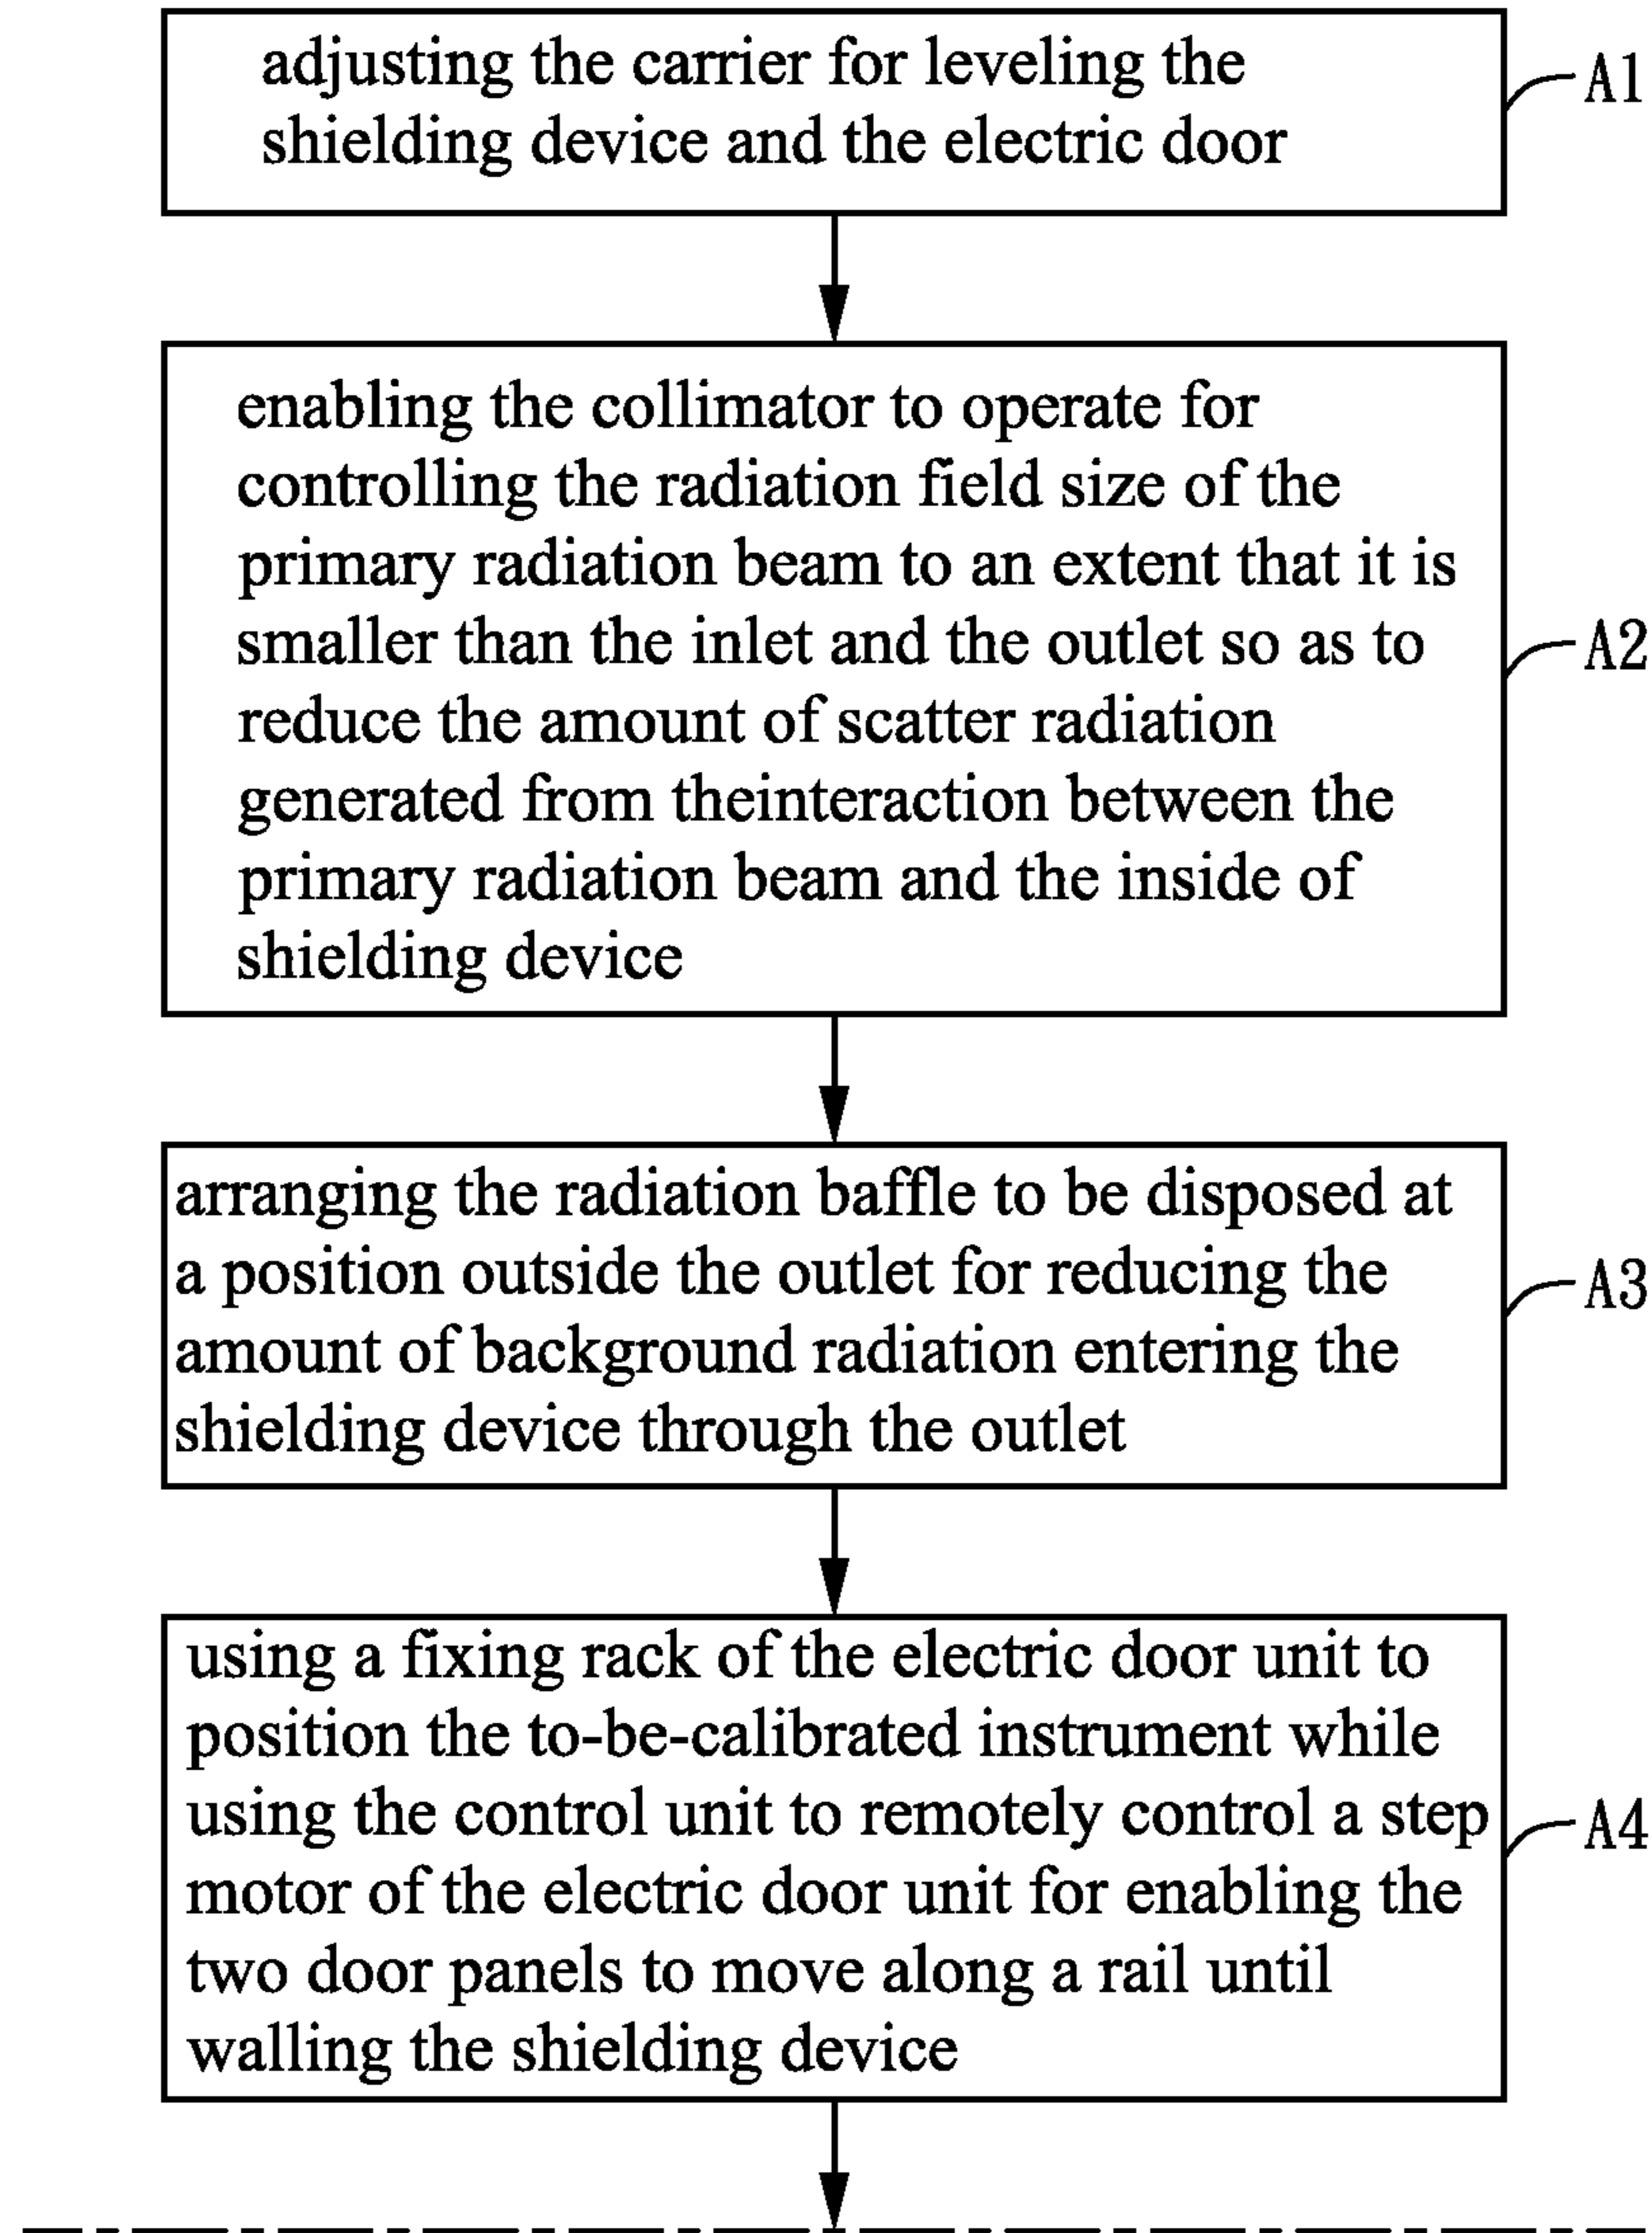 adjusting the carrier for leveling the
shielding device and the electric door
A1
enabling the collimator to operate for
controlling the radiation field size of the
primary radiation beam to an extent that it is
smaller than the inlet and the outlet so as to
reduce the amount of scatter radiation
generated from theinteraction between the
primary radiation beam and the inside of
shielding device
A2
arranging the radiation baffle to be disposed at
a position outside the outlet for reducing the
amount of background radiation entering the
shielding device through the outlet
A3
using a fixing rack of the electric door unit to
position the to-be-calibrated instrument while
using the control unit to remotely control a step
motor of the electric door unit for enabling the
two door panels to move along a rail until
walling the shielding device
A4